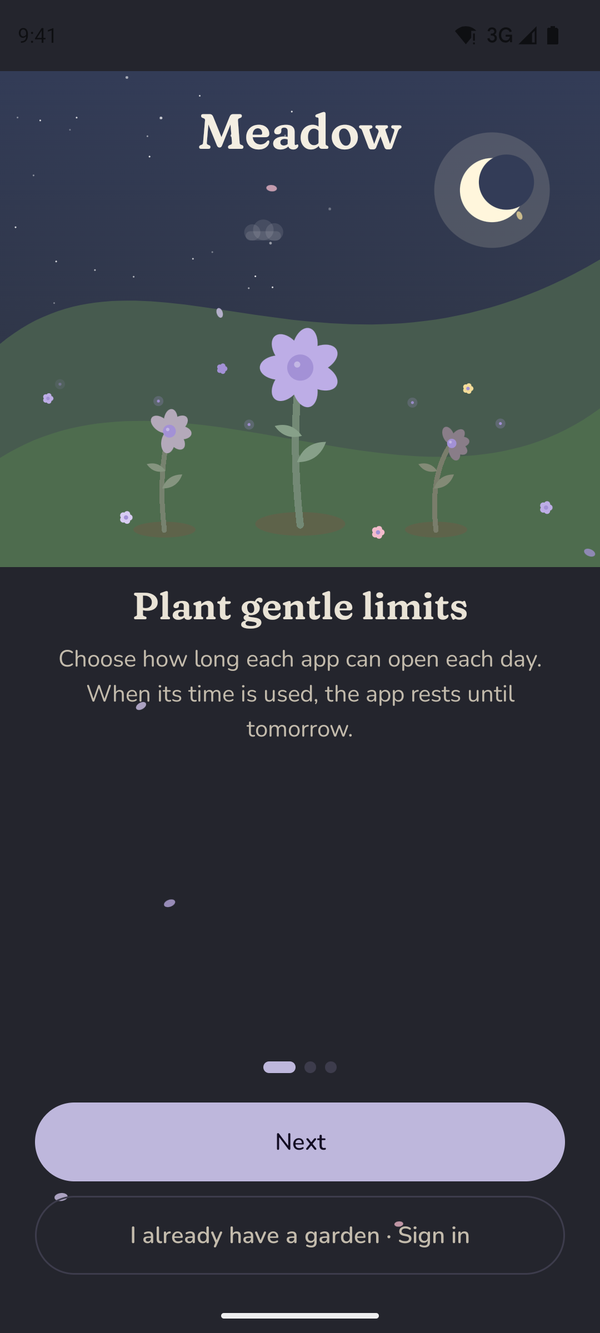 9:41
3G
Meadow
Plant gentle limits
Choose how long each app can open each day.
When its time is used, the app rests until
tomorrow.
Next
I already have a garden · Sign in